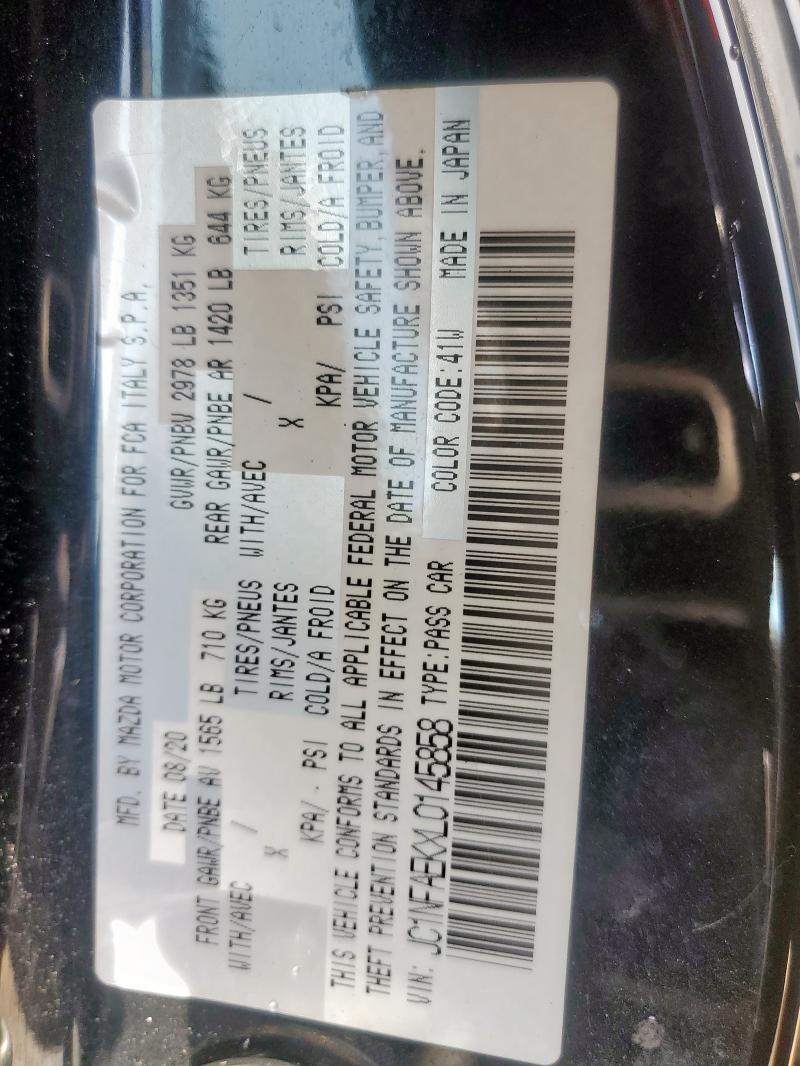 MFD. BY MAZDA MOTOR CORPORATION FOR FCA ITALY S.P.A.
DATE 08/20 GVWR/PNBV 2978 LB 1351 KG
FRONT GAWR/PNBE AV 1565 LB 710 KG REAR GAWR/PNBE AR 1420 LB 644 KG
WITH/AVEC / TIRES/PNEUS WITH/AVEC / TIRES/PNEUS
X RIMS/JANTES X RIMS/JANTES
KPA/- PSI COLD/A FROID KPA/ PSI COLD/A FROID
THIS VEHICLE CONFORMS TO ALL APPLICABLE FEDERAL MOTOR VEHICLE SAFETY, BUMPER, AND
THEFT PREVENTION STANDARDS IN EFFECT ON THE DATE OF MANUFACTURE SHOWN ABOVE.
VIN: JC1NFAEKXL0145858 TYPE:PASS CAR COLOR CODE:41W MADE IN JAPAN